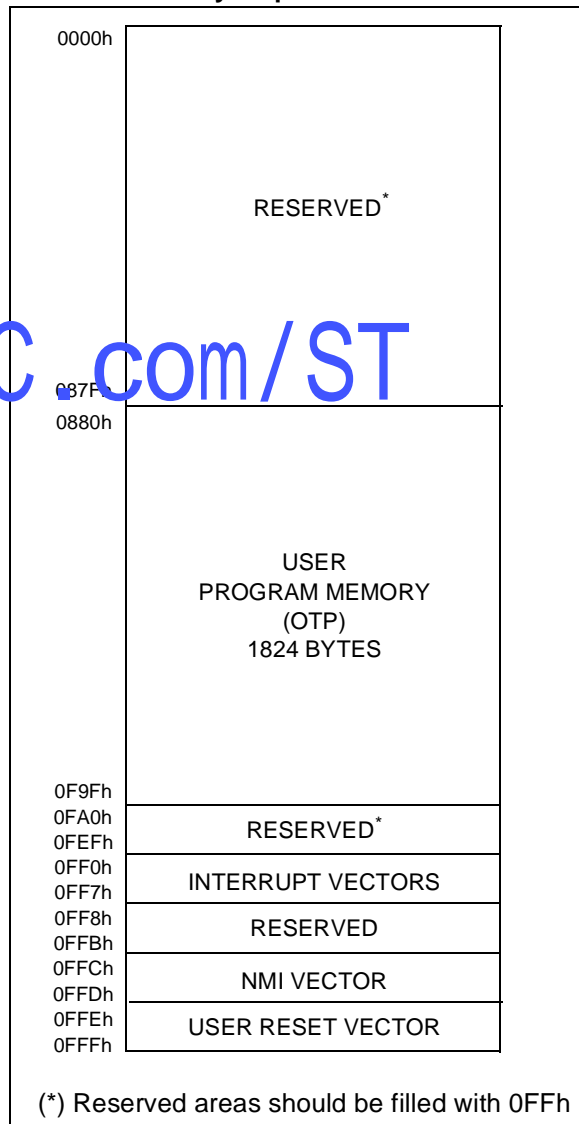 0000h
RESERVED*
C.com/ST
087Fh
0880h
USER
PROGRAM MEMORY
(OTP)
1824 BYTES
0F9Fh
0FA0h
RESERVED*
0FEFh
0FF0h
INTERRUPT VECTORS
0FF7h
0FF8h
RESERVED
0FFBh
0FFCh
NMI VECTOR
0FFDh
0FFEh
USER RESET VECTOR
0FFFh
(*) Reserved areas should be filled with 0FFh